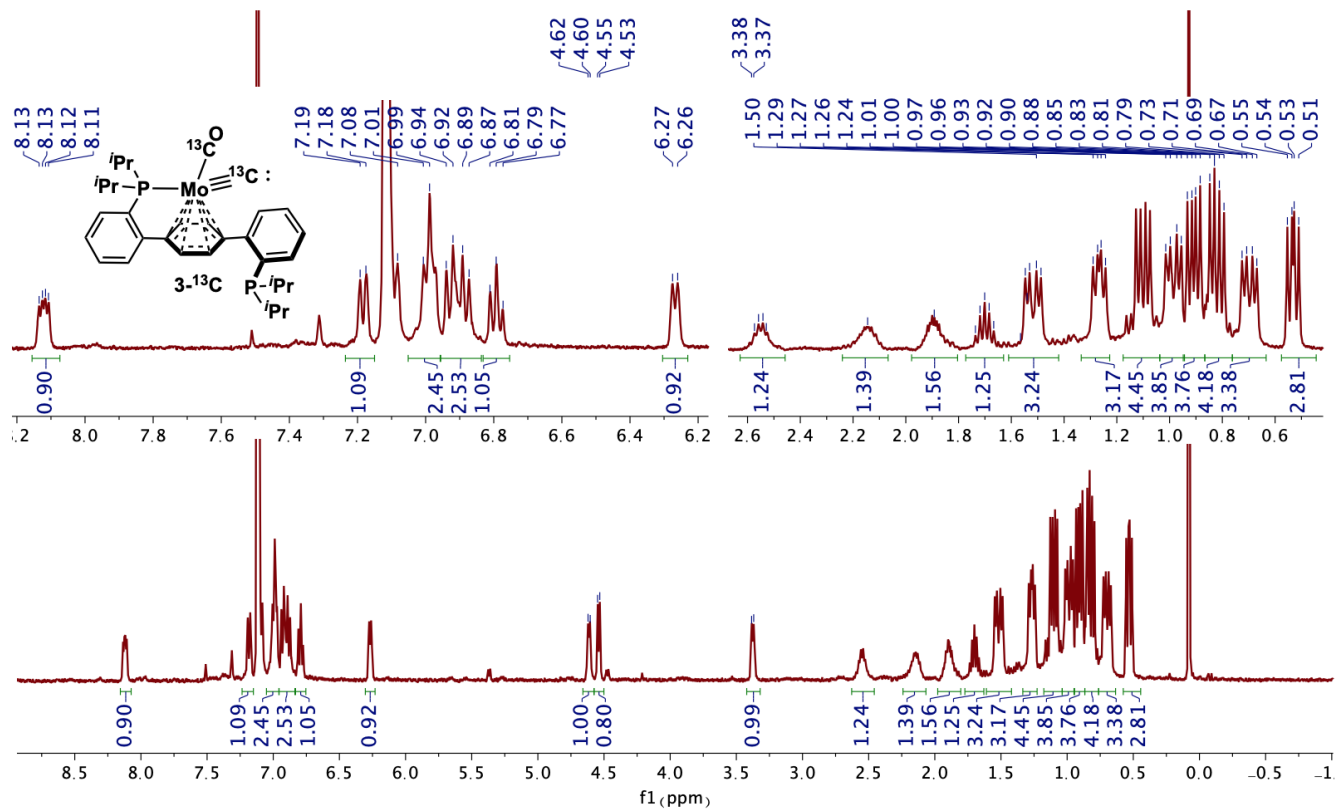 4.62 4.60 4.55 4.53
3.38 3.37
8.13 8.13 8.12 8.11
7.19 7.18 7.08 7.01 6.99 6.94 6.92 6.89 6.87 6.81 6.79 6.77
6.27 6.26
1.50 1.29 1.27 1.26 1.24 1.01 1.00 0.97 0.96 0.93 0.92 0.90 0.88 0.85 0.83 0.81 0.79 0.73 0.71 0.69 0.67 0.55 0.54 0.53 0.51
O
¹³C
ⁱPr
ⁱPr P Mo ¹³C :
P ⁱPr
ⁱPr
3-¹³C
0.90 1.09 2.45 2.53 1.05 0.92
1.24 1.39 1.56 1.25 3.24 3.17 4.45 3.85 3.76 4.18 3.38 2.81
.2 8.0 7.8 7.6 7.4 7.2 7.0 6.8 6.6 6.4 6.2
2.6 2.4 2.2 2.0 1.8 1.6 1.4 1.2 1.0 0.8 0.6
0.90 1.09 2.45 2.53 1.05 0.92 1.00 0.80 0.99 1.24 1.39 1.56 1.25 3.24 3.17 4.45 3.85 3.76 4.18 3.38 2.81
8.5 8.0 7.5 7.0 6.5 6.0 5.5 5.0 4.5 4.0 3.5 3.0 2.5 2.0 1.5 1.0 0.5 0.0 −0.5 −1.0
f1 (ppm)